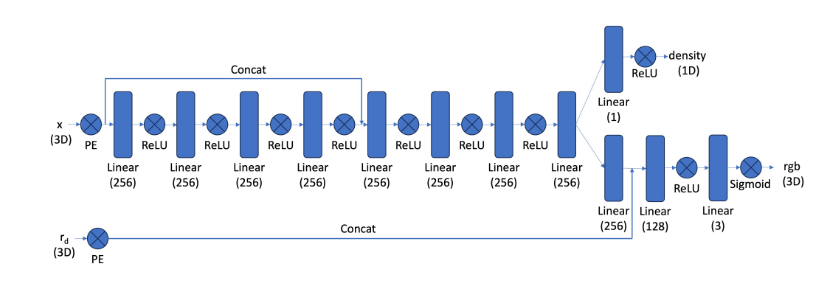 Concat
x
(3D)
PE
ReLU
ReLU
ReLU
ReLU
ReLU
ReLU
ReLU
Linear
(256)
Linear
(256)
Linear
(256)
Linear
(256)
Linear
(256)
Linear
(256)
Linear
(256)
Linear
(256)
ReLU
density
(1D)
Linear
(1)
ReLU
Sigmoid
rgb
(3D)
Linear
(256)
Linear
(128)
Linear
(3)
Concat
rd
(3D)
PE